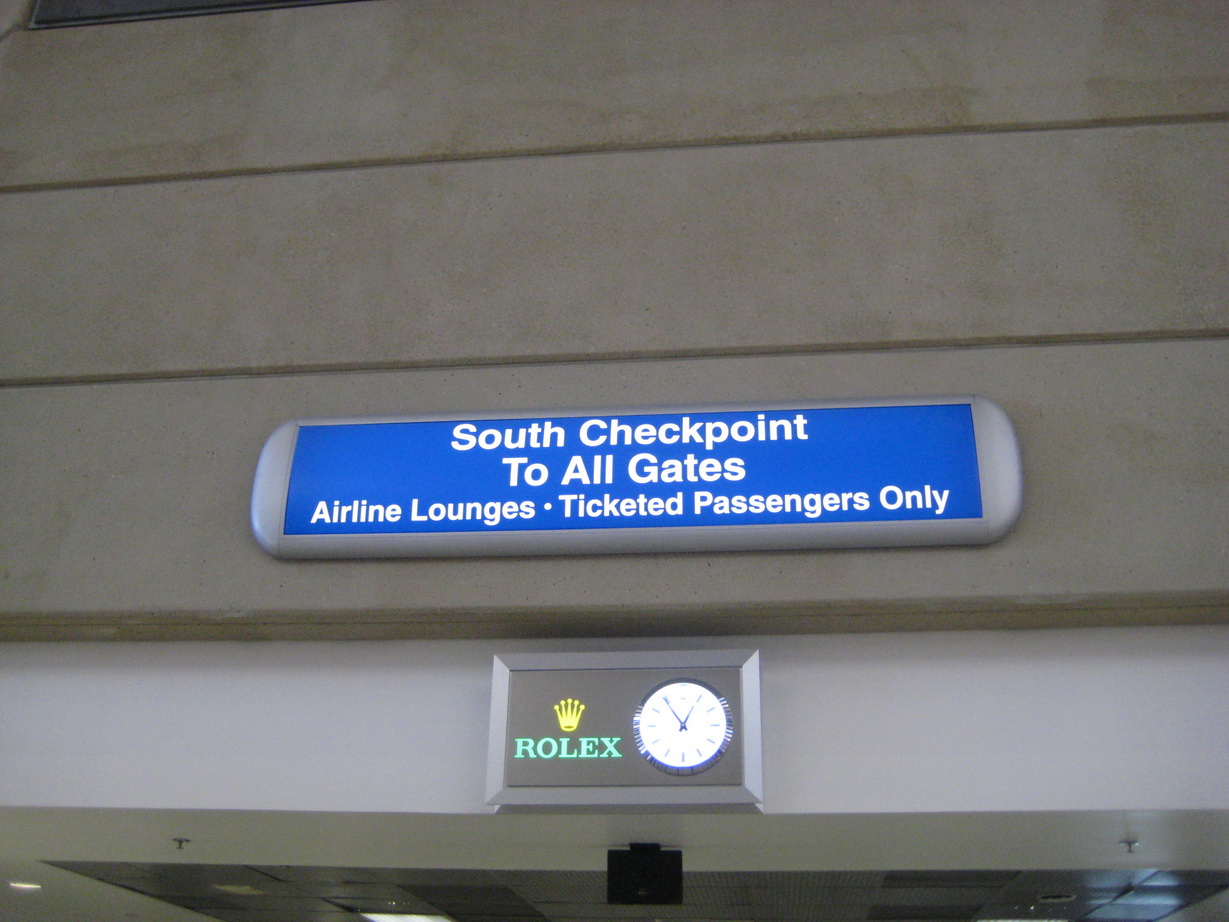 South Checkpoint
To All Gates
Airline Lounges • Ticketed Passengers Only
ROLEX